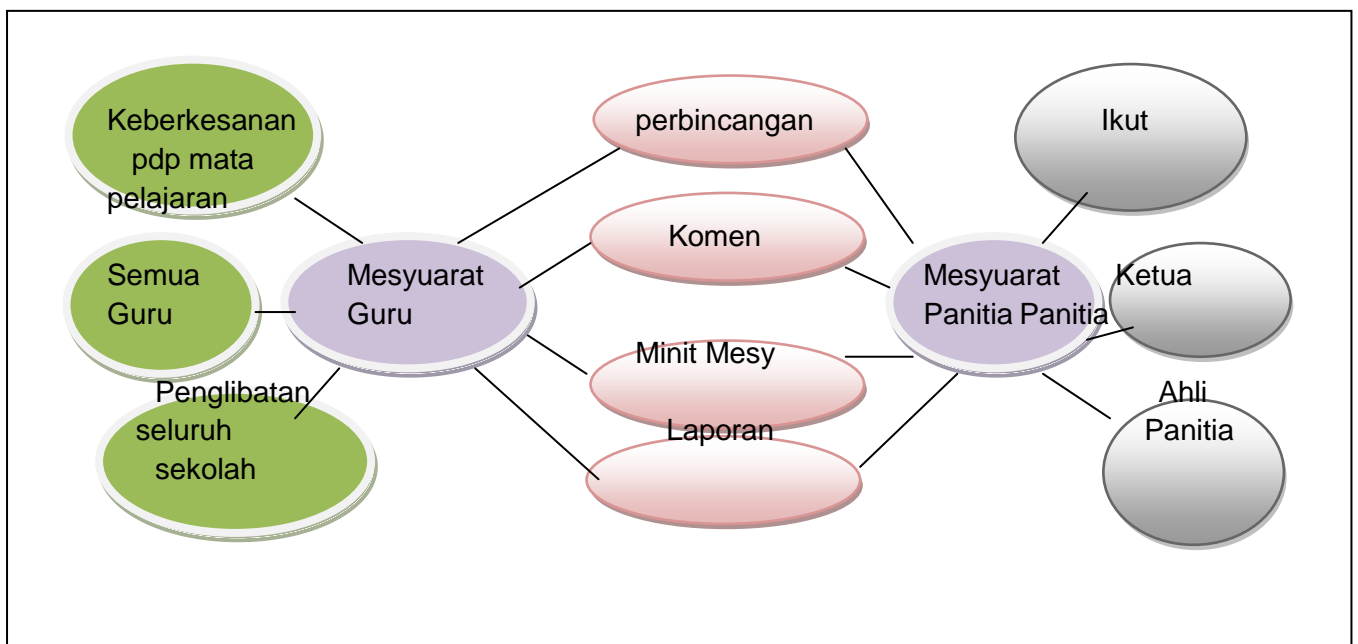 Keberkesanan
pdp mata
pelajaran
perbincangan
Ikut
Komen
Semua
Guru
Mesyuarat
Guru
Mesyuarat
Panitia
Ketua
Panitia
Minit Mesy
Penglibatan
seluruh
sekolah
Laporan
Ahli
Panitia